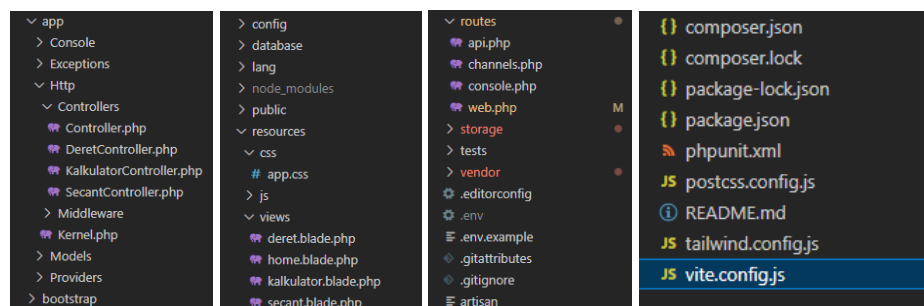 app
Console
Exceptions
Http
Controllers
Controller.php
DeretController.php
KalkulatorController.php
SecantController.php
Middleware
Kernel.php
Models
Providers
bootstrap
config
database
lang
node_modules
public
resources
css
# app.css
js
views
deret.blade.php
home.blade.php
kalkulator.blade.php
secant.blade.php
routes
api.php
channels.php
console.php
web.php M
storage
tests
vendor
.editorconfig
.env
.env.example
.gitattributes
.gitignore
artisan
{} composer.json
{} composer.lock
{} package-lock.json
{} package.json
phpunit.xml
JS postcss.config.js
README.md
JS tailwind.config.js
JS vite.config.js